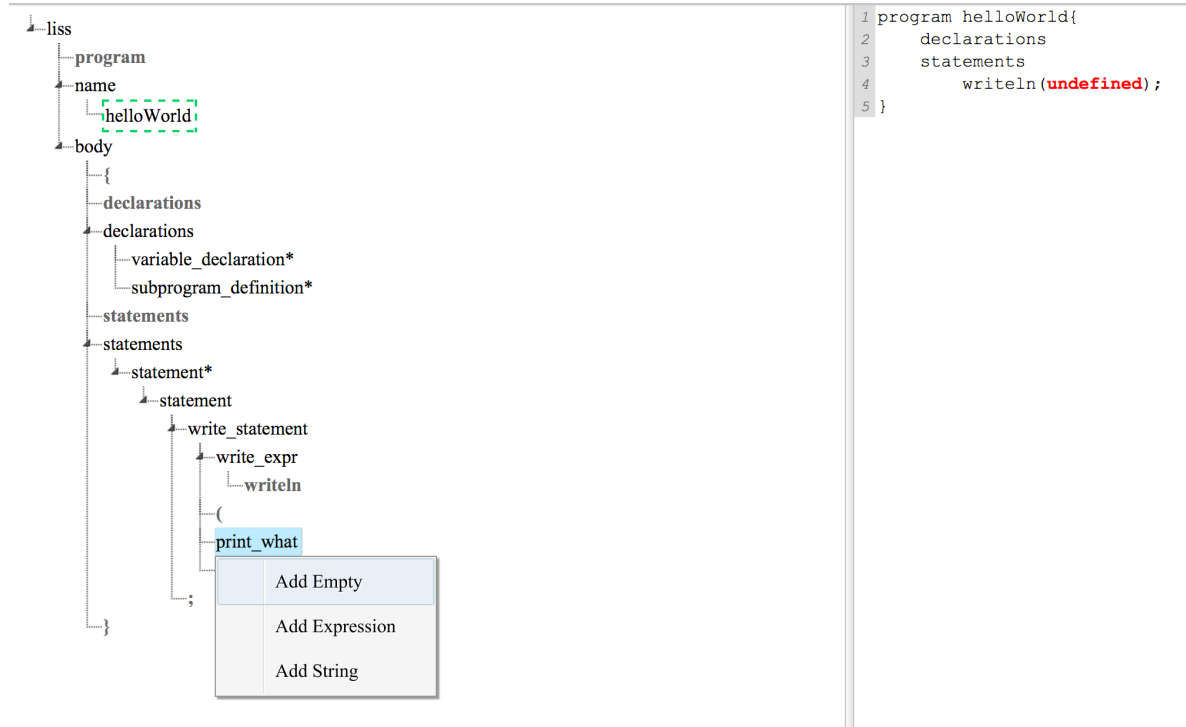 liss
program
name
helloWorld
body
{
declarations
declarations
variable_declaration*
subprogram_definition*
statements
statements
statement*
statement
write_statement
write_expr
writeln
(
print_what
Add Empty
;
Add Expression
}
Add String
1 program helloWorld{
2 declarations
3 statements
4 writeln(undefined);
5 }